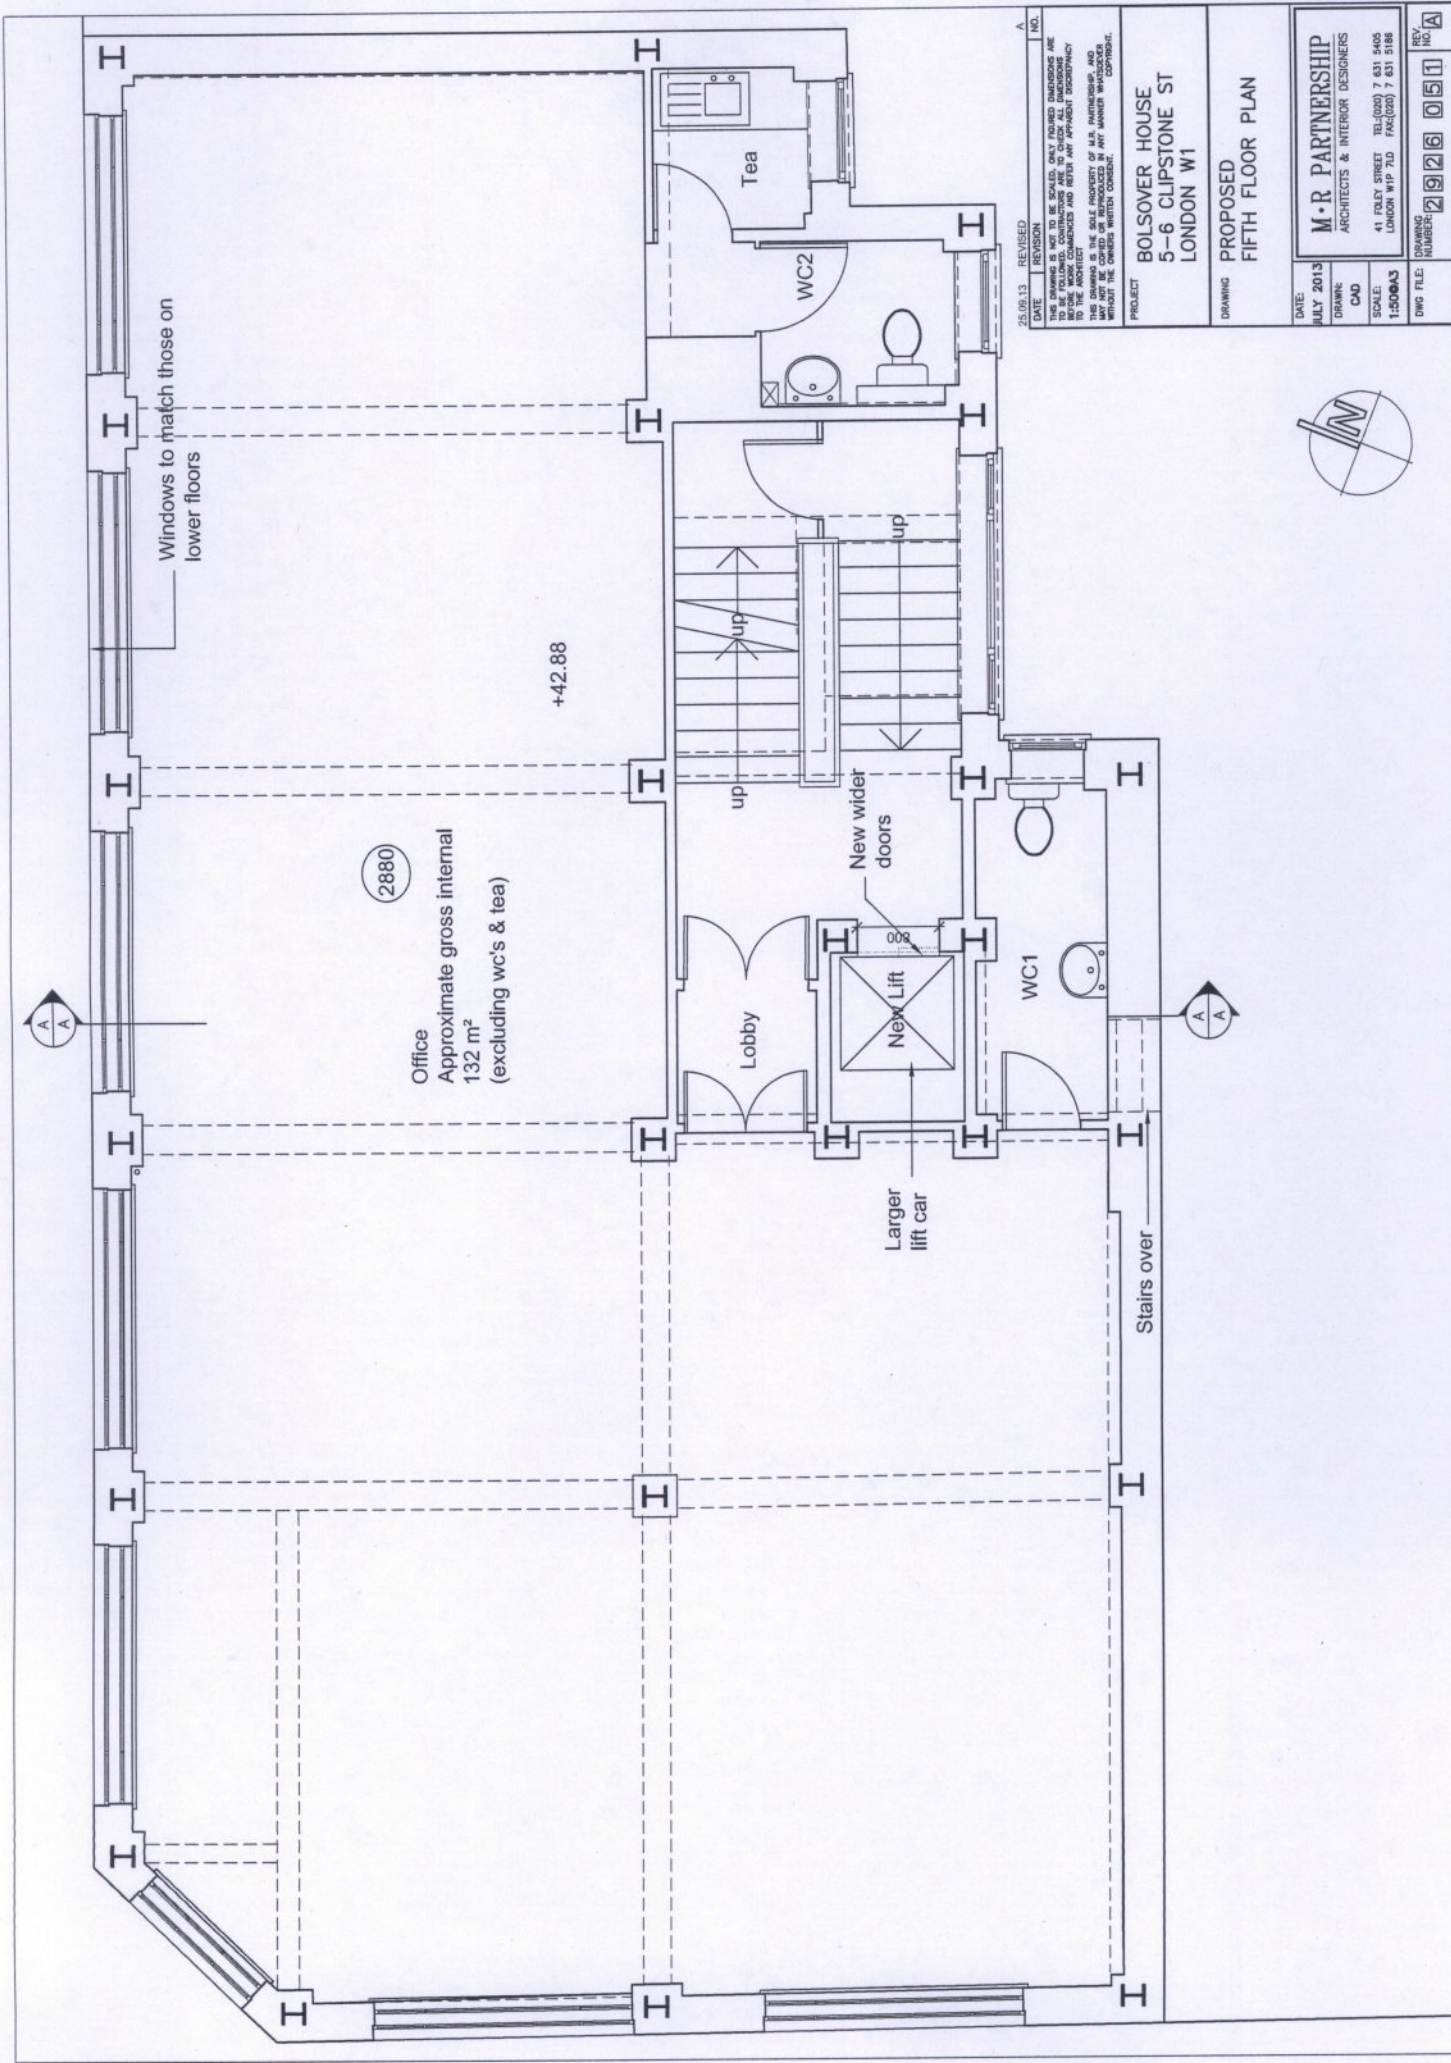 Windows to match those on
lower floors
+42.88
2880
Office
Approximate gross internal
132 m²
(excluding wc's & tea)
A
A
Tea
WC2
up
up
up
up
Lobby
New wider
doors
800
New Lift
Larger
lift car
WC1
A
A
Stairs over
N
25.09.13 REVISED A
DATE REVISION NO.
THIS DRAWING IS NOT TO BE SCALED, ONLY FIGURED DIMENSIONS ARE
TO BE FOLLOWED. CONTRACTORS ARE TO CHECK ALL DIMENSIONS
BEFORE WORK COMMENCES AND REFER ANY APPARENT DISCREPANCY
TO THE ARCHITECT
THIS DRAWING IS THE SOLE PROPERTY OF M.R. PARTNERSHIP, AND
MAY NOT BE COPIED OR REPRODUCED IN ANY MANNER WHATSOEVER
WITHOUT THE OWNERS WRITTEN CONSENT. COPYRIGHT.
PROJECT BOLSOVER HOUSE
5-6 CLIPSTONE ST
LONDON W1
DRAWING PROPOSED
FIFTH FLOOR PLAN
DATE:
JULY 2013
DRAWN:
CAD
SCALE:
1:50@A3
M·R PARTNERSHIP
ARCHITECTS & INTERIOR DESIGNERS
41 FOLEY STREET TEL:(020) 7 631 5405
LONDON W1P 7LD FAX:(020) 7 631 5186
DWG FILE:
DRAWING
NUMBER: 2926 051
REV.
NO. A